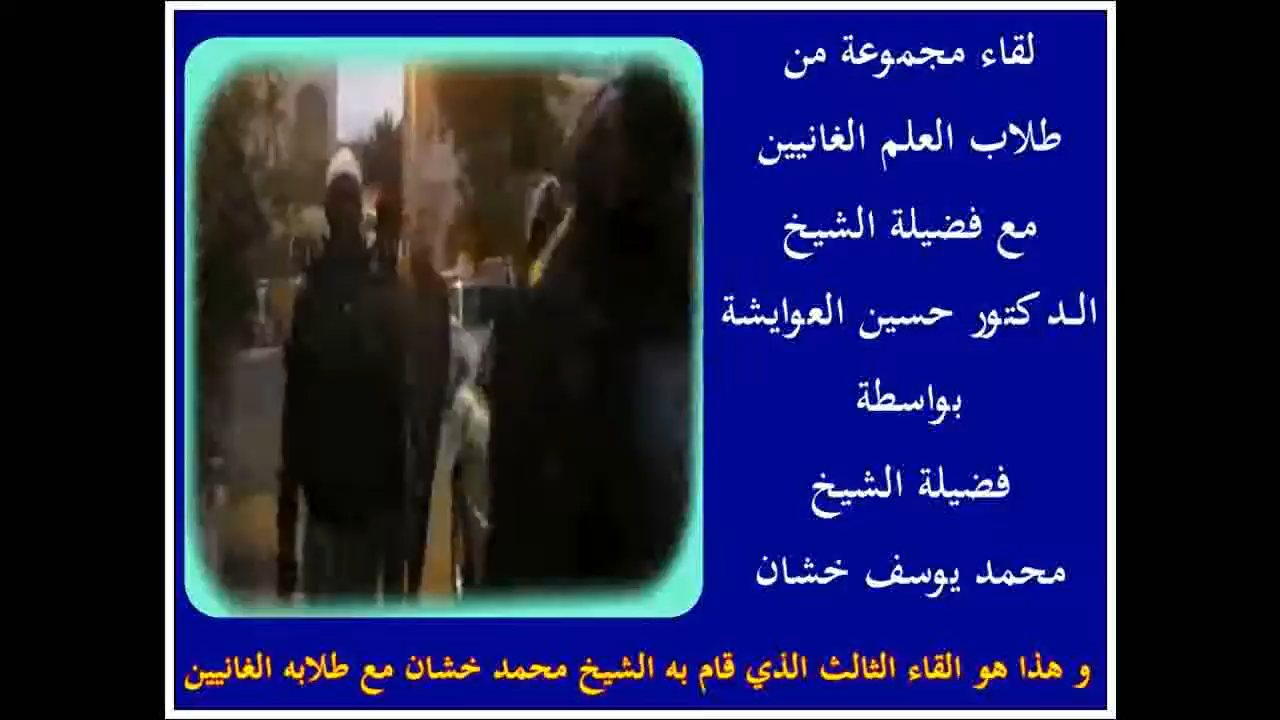 لقاء مجموعة من
طلاب العلم الغانيين
مع فضيلة الشيخ
الدكتور حسين العوايشة
بواسطة
فضيلة الشيخ
محمد يوسف خشان
و هذا هو القاء الثالث الذي قام به الشيخ محمد خشان مع طلابه الغانيين